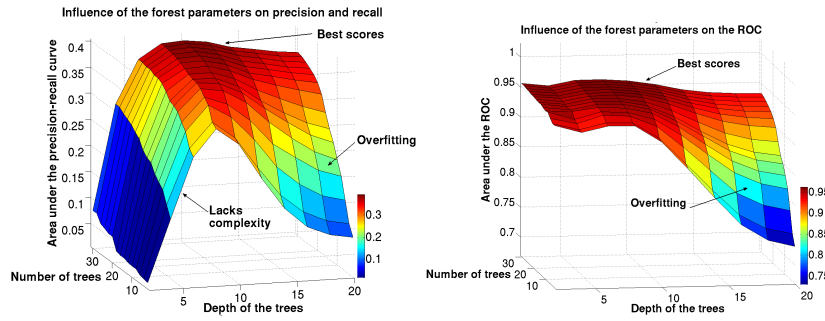 Influence of the forest parameters on precision and recall
Best scores
0.4
0.35
0.3
0.25
0.2
0.15
0.1
0.05
Area under the precision-recall curve
Overfitting
Lacks
complexity
0.3
0.2
0.1
30
20
10
Number of trees
5
10
15
20
Depth of the trees
Influence of the forest parameters on the ROC
Best scores
1
0.95
0.9
0.85
0.8
0.75
0.7
Area under the ROC
Overfitting
0.95
0.9
0.85
0.8
0.75
30
20
10
Number of trees
5
10
15
20
Depth of the trees